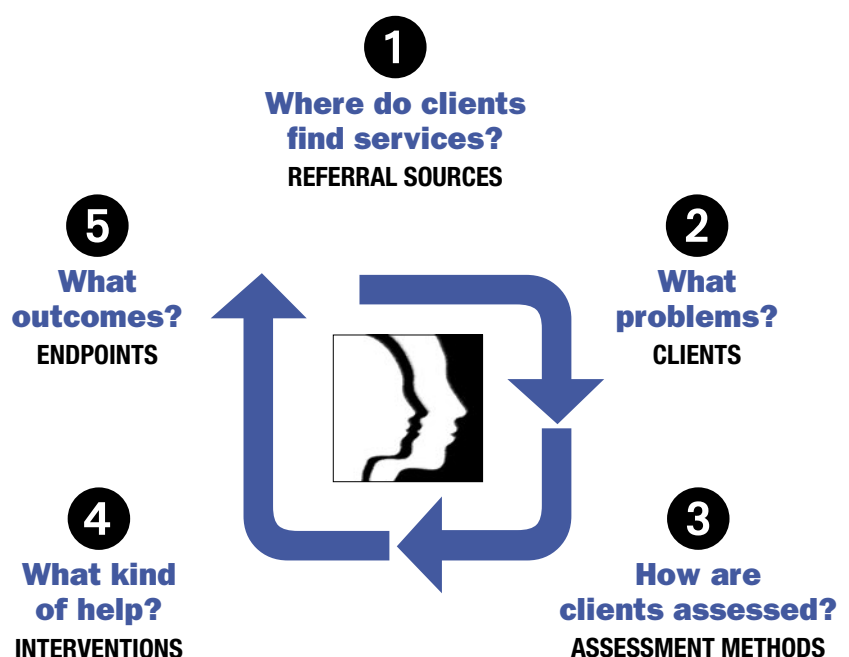 1
Where do clients
find services?
REFERRAL SOURCES
2
What
problems?
CLIENTS
3
How are
clients assessed?
ASSESSMENT METHODS
4
What kind
of help?
INTERVENTIONS
5
What
outcomes?
ENDPOINTS